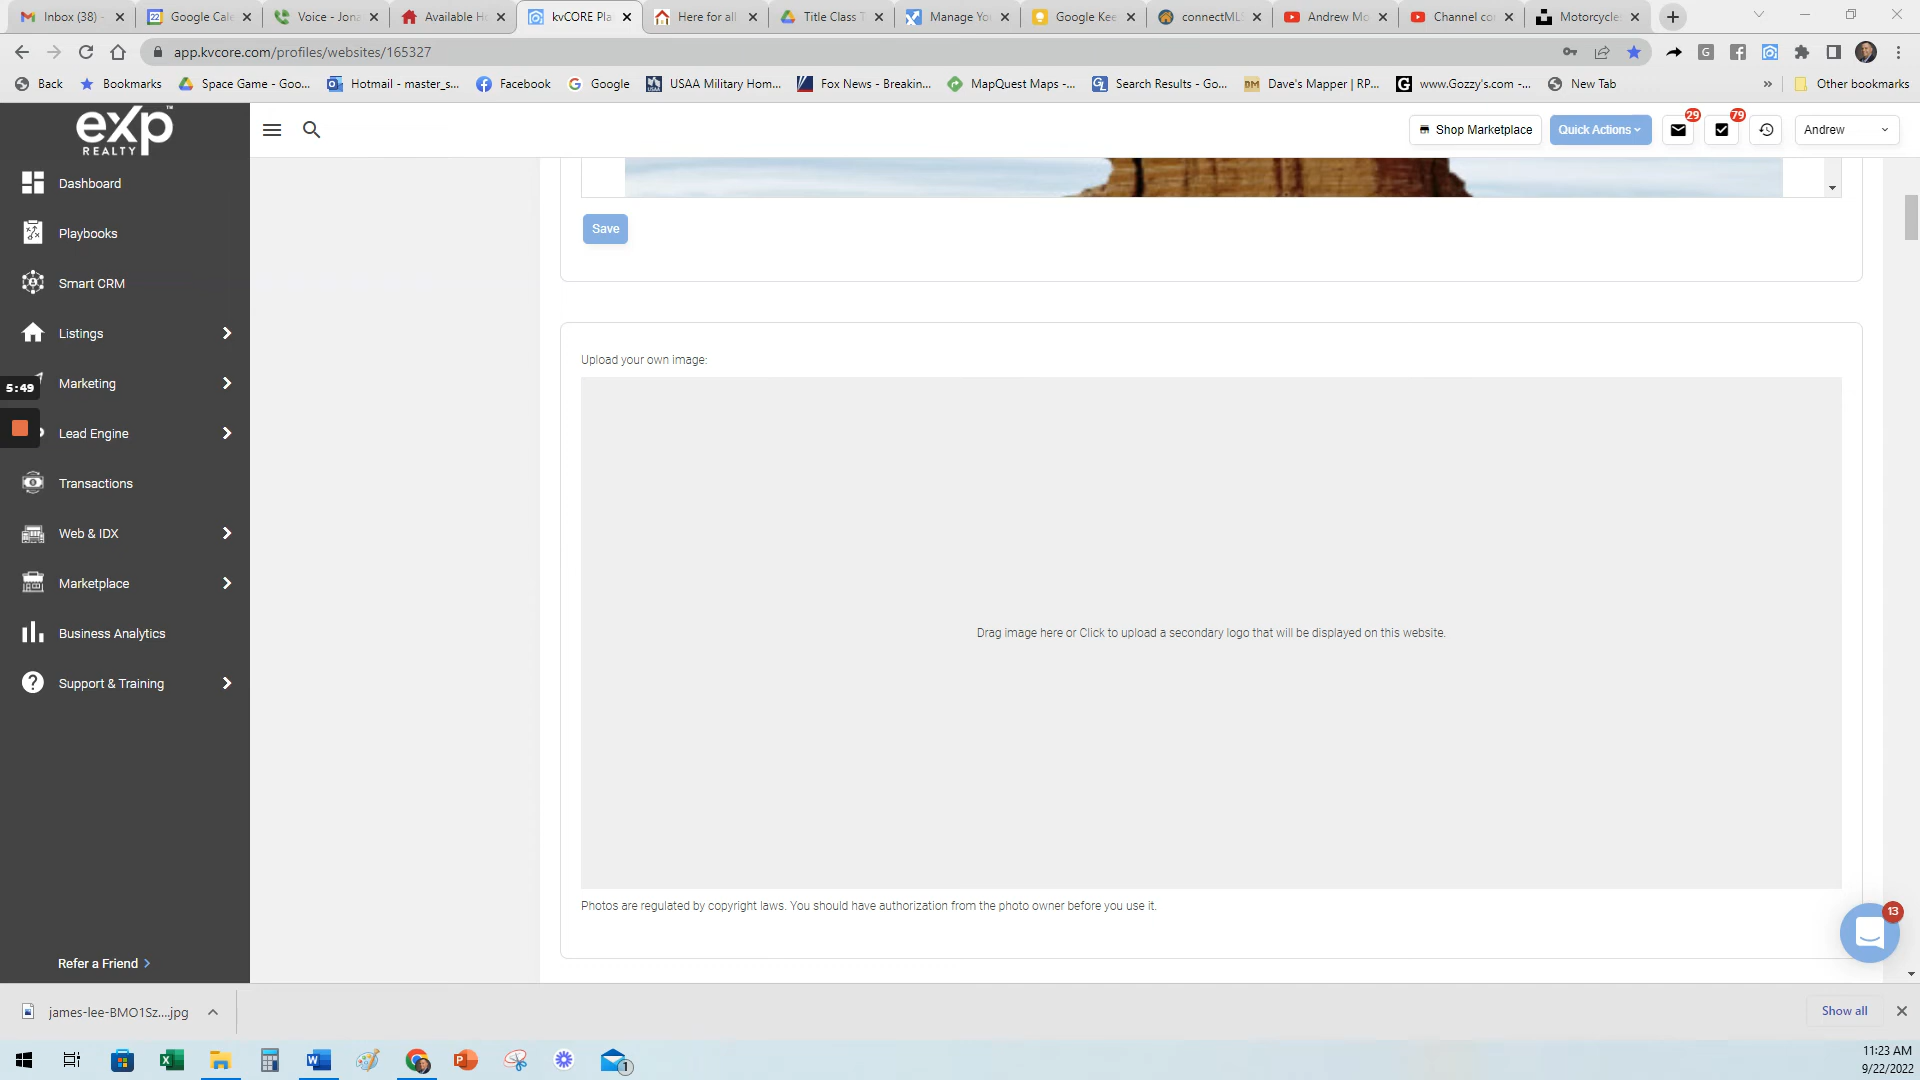 Inbox (38) -
Google Cale
Voice - Jona
Available H
kvCORE Pla
Here for all
Title Class T
Manage Yo
Google Kee
connectMLS
Andrew Mo
Channel co
Motorcycle
app.kvcore.com/profiles/websites/165327
Back
Bookmarks
Space Game - Goo...
Hotmail - master_s...
Facebook
Google
USAA Military Hom...
Fox News - Breakin...
MapQuest Maps -...
Search Results - Go...
Dave's Mapper | RP...
www.Gozzy's.com -...
New Tab
»
Other bookmarks
exp
REALTY
Shop Marketplace
Quick Actions
29
79
Andrew
Dashboard
Playbooks
Smart CRM
Listings
Marketing
5:49
Lead Engine
Transactions
Web & IDX
Marketplace
Business Analytics
Support & Training
Refer a Friend
Save
Upload your own image:
Drag image here or Click to upload a secondary logo that will be displayed on this website.
Photos are regulated by copyright laws. You should have authorization from the photo owner before you use it.
13
james-lee-BMO1Sz....jpg
Show all
1
11:23 AM
9/22/2022